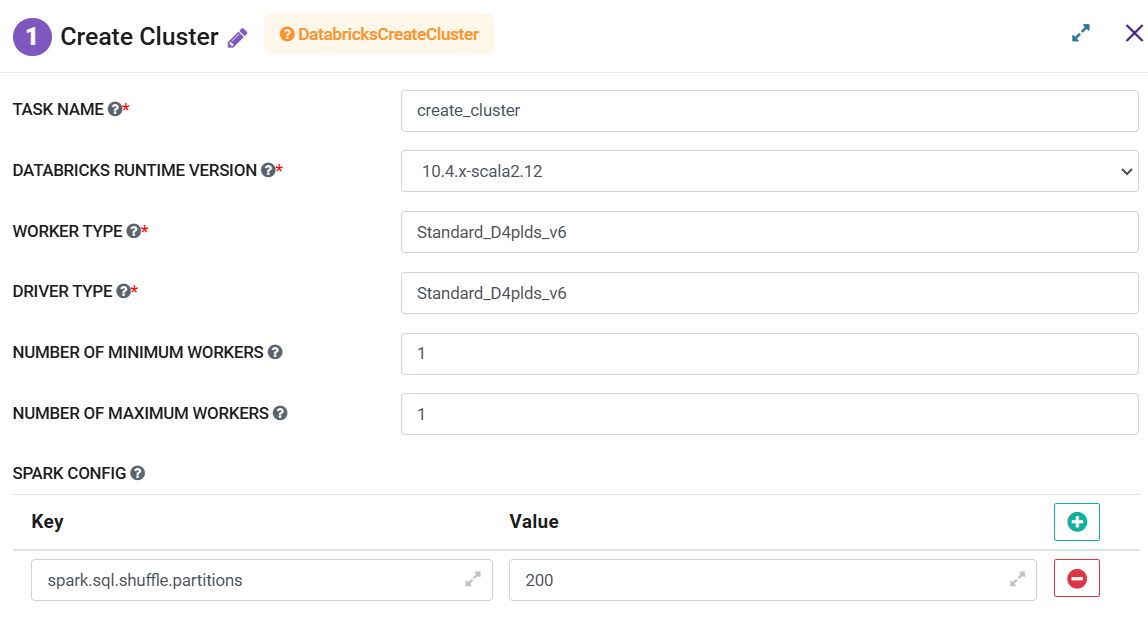 1 Create Cluster ? DatabricksCreateCluster
TASK NAME ?* create_cluster
DATABRICKS RUNTIME VERSION ?* 10.4.x-scala2.12
WORKER TYPE ?* Standard_D4plds_v6
DRIVER TYPE ?* Standard_D4plds_v6
NUMBER OF MINIMUM WORKERS ? 1
NUMBER OF MAXIMUM WORKERS ? 1
SPARK CONFIG ?
Key Value
spark.sql.shuffle.partitions 200